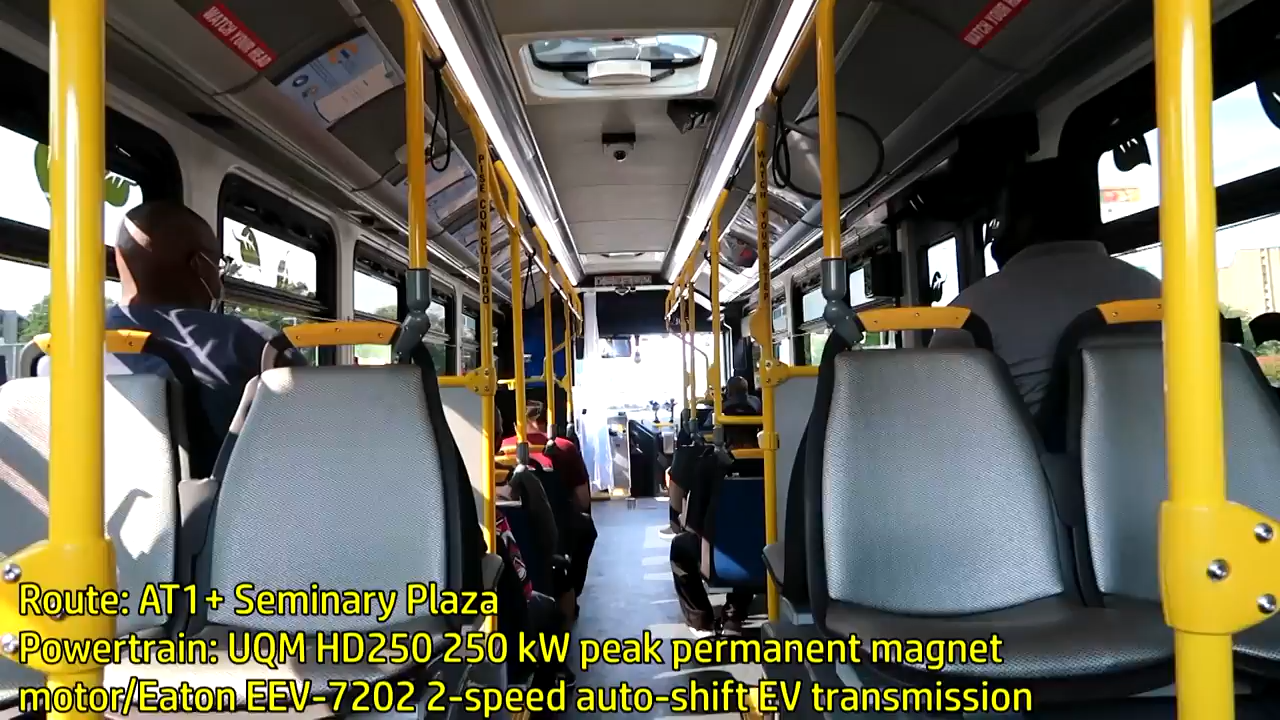 WATCH YOUR HEAD
WATCH YOUR HEAD
PISE CON CUIDADO
WATCH YOUR STEP
Route: AT1+ Seminary Plaza
Powertrain: UQM HD250 250 kW peak permanent magnet
motor/Eaton EEV-7202 2-speed auto-shift EV transmission